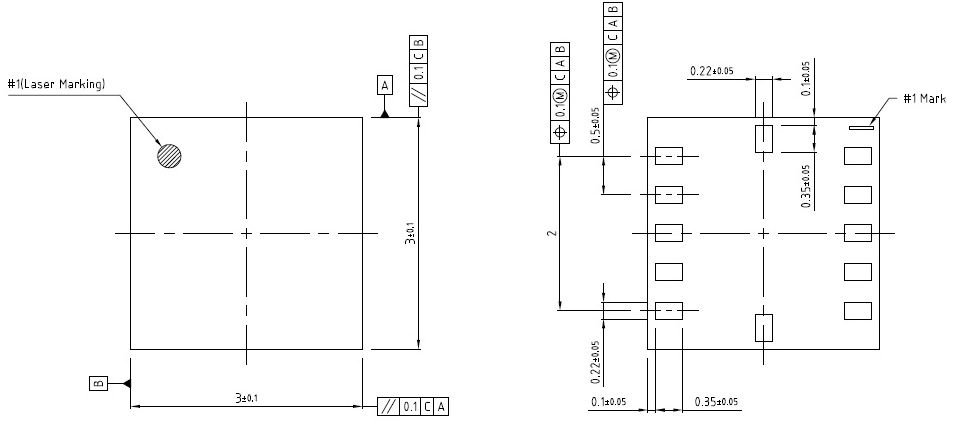 #1(Laser Marking)
A
// 0.1 C B
3±0.1
B
3±0.1
// 0.1 C A
⌖ 0.1Ⓜ C A B
⌖ 0.1Ⓜ C A B
0.5±0.05
0.22±0.05
0.1±0.05
#1 Mark
0.35±0.05
2
0.22±0.05
0.1±0.05
0.35±0.05